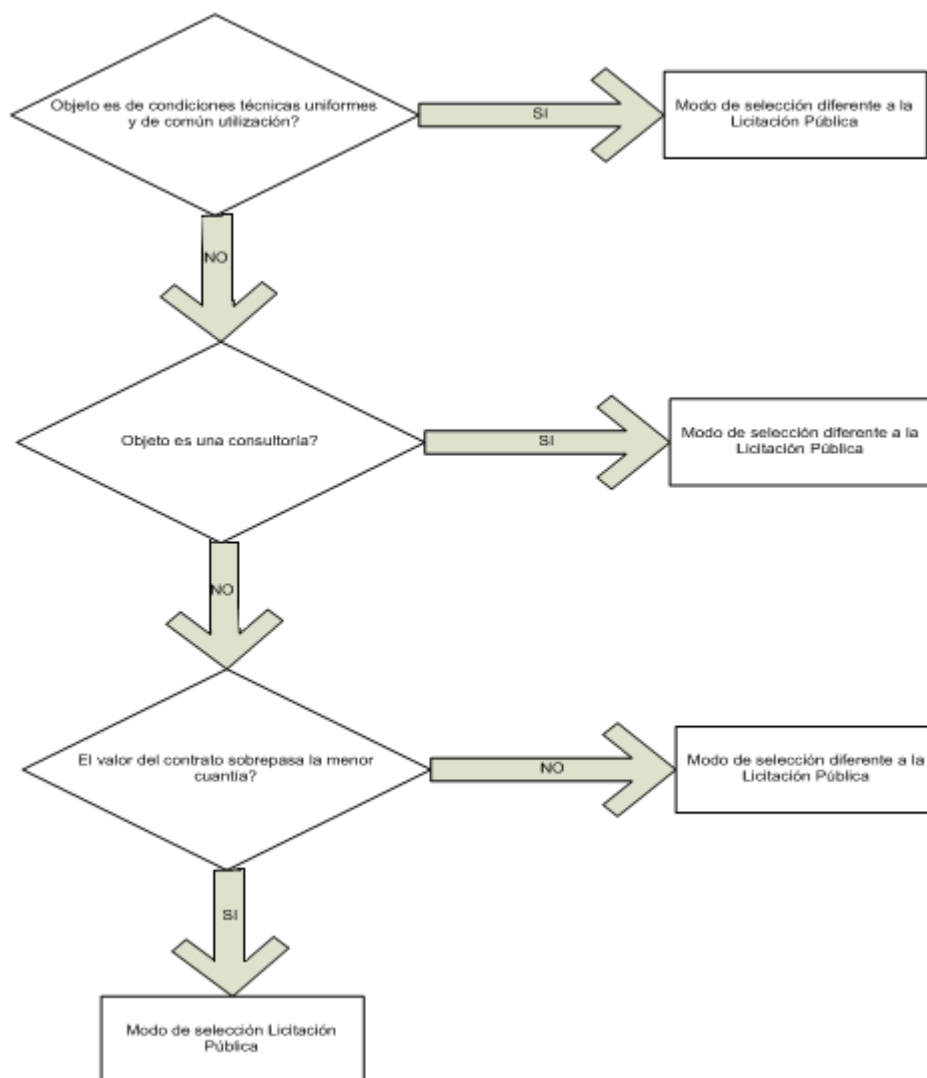 Objeto es de condiciones técnicas uniformes
y de común utilización?
SI
Modo de selección diferente a la
Licitación Pública
NO
Objeto es una consultoría?
SI
Modo de selección diferente a la
Licitación Pública
NO
El valor del contrato sobrepasa la menor
cuantía?
NO
Modo de selección diferente a la
Licitación Pública
SI
Modo de selección Licitación
Pública